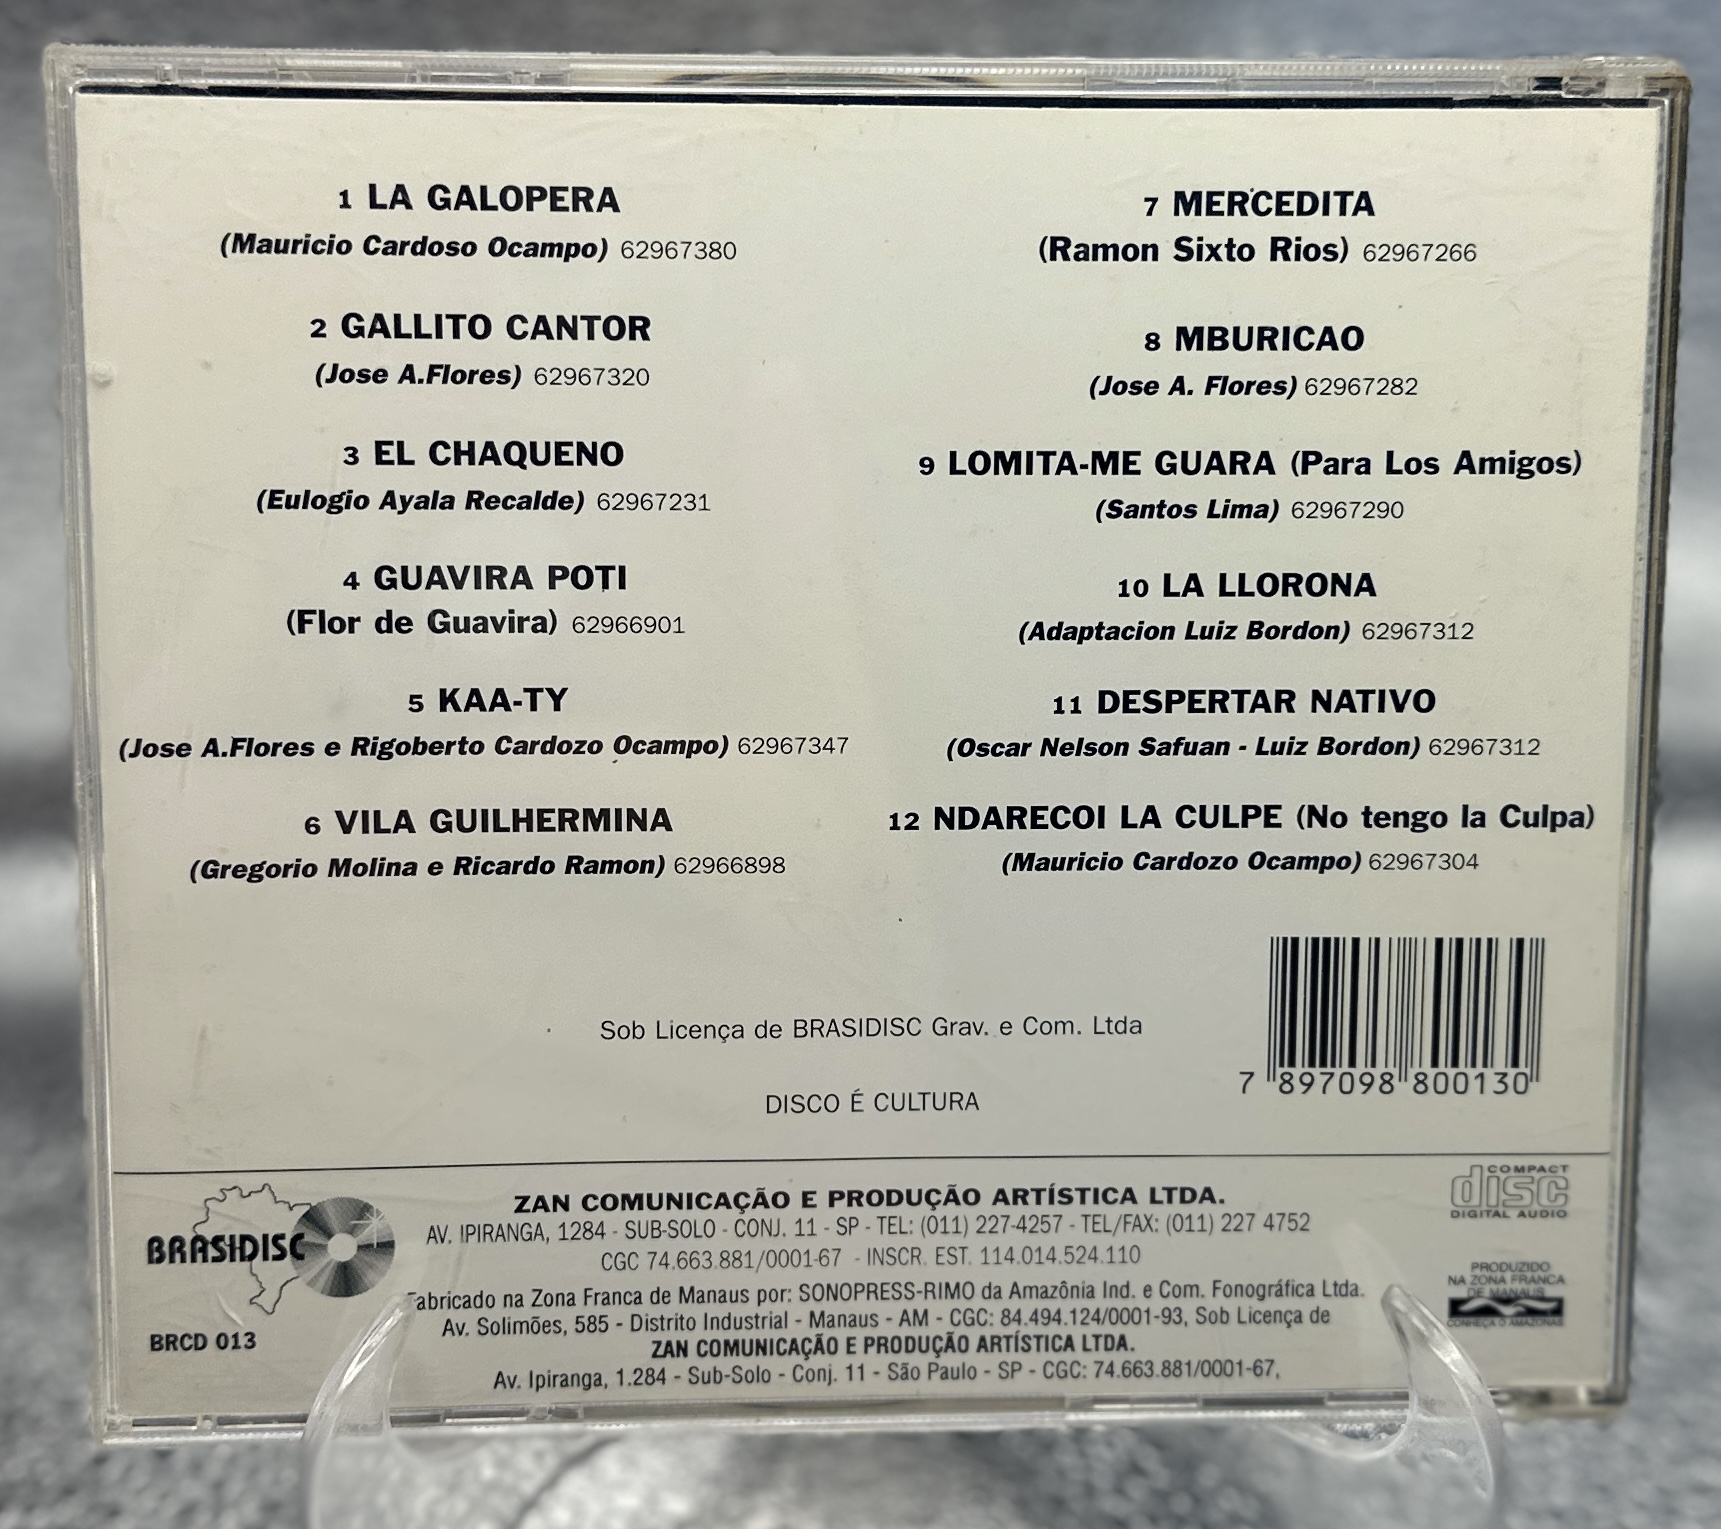 1 LA GALOPERA
(Mauricio Cardoso Ocampo) 62967380
2 GALLITO CANTOR
(Jose A.Flores) 62967320
3 EL CHAQUENO
(Eulogio Ayala Recalde) 62967231
4 GUAVIRA POTI
(Flor de Guavira) 62966901
5 KAA-TY
(Jose A.Flores e Rigoberto Cardozo Ocampo) 62967347
6 VILA GUILHERMINA
(Gregorio Molina e Ricardo Ramon) 62966898
7 MERCEDITA
(Ramon Sixto Rios) 62967266
8 MBURICAO
(Jose A. Flores) 62967282
9 LOMITA-ME GUARA (Para Los Amigos)
(Santos Lima) 62967290
10 LA LLORONA
(Adaptacion Luiz Bordon) 62967312
11 DESPERTAR NATIVO
(Oscar Nelson Safuan - Luiz Bordon) 62967312
12 NDARECOI LA CULPE (No tengo la Culpa)
(Mauricio Cardozo Ocampo) 62967304
Sob Licença de BRASIDISC Grav. e Com. Ltda
DISCO É CULTURA
7 897098 800130
BRASIDISC
BRCD 013
ZAN COMUNICAÇÃO E PRODUÇÃO ARTÍSTICA LTDA.
AV. IPIRANGA, 1284 - SUB-SOLO - CONJ. 11 - SP - TEL: (011) 227-4257 - TEL/FAX: (011) 227 4752
CGC 74.663.881/0001-67 - INSCR. EST. 114.014.524.110
Fabricado na Zona Franca de Manaus por: SONOPRESS-RIMO da Amazônia Ind. e Com. Fonográfica Ltda.
Av. Solimões, 585 - Distrito Industrial - Manaus - AM - CGC: 84.494.124/0001-93, Sob Licença de
ZAN COMUNICAÇÃO E PRODUÇÃO ARTÍSTICA LTDA.
Av. Ipiranga, 1.284 - Sub-Solo - Conj. 11 - São Paulo - SP - CGC: 74.663.881/0001-67,
COMPACT
disc
DIGITAL AUDIO
PRODUZIDO
NA ZONA FRANCA
DE MANAUS
CONHEÇA O AMAZONAS